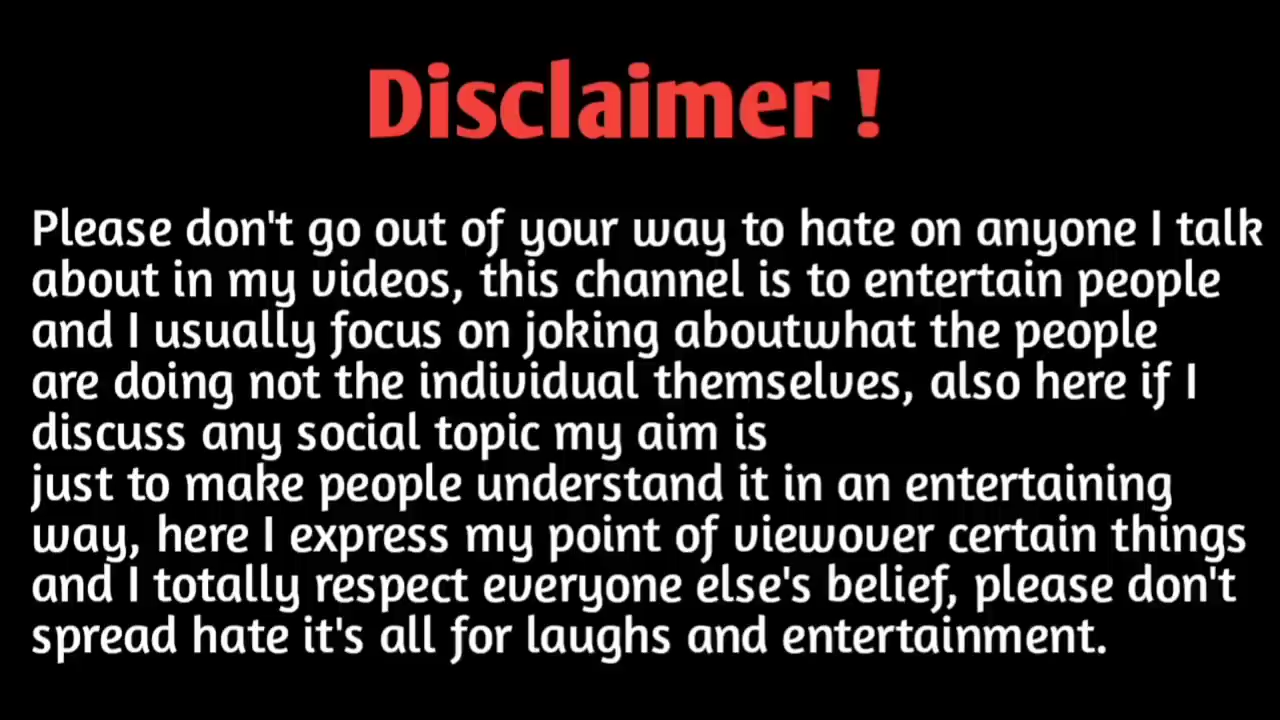 Disclaimer !
Please don't go out of your way to hate on anyone I talk
about in my videos, this channel is to entertain people
and I usually focus on joking aboutwhat the people
are doing not the individual themselves, also here if I
discuss any social topic my aim is
just to make people understand it in an entertaining
way, here I express my point of viewover certain things
and I totally respect everyone else's belief, please don't
spread hate it's all for laughs and entertainment.